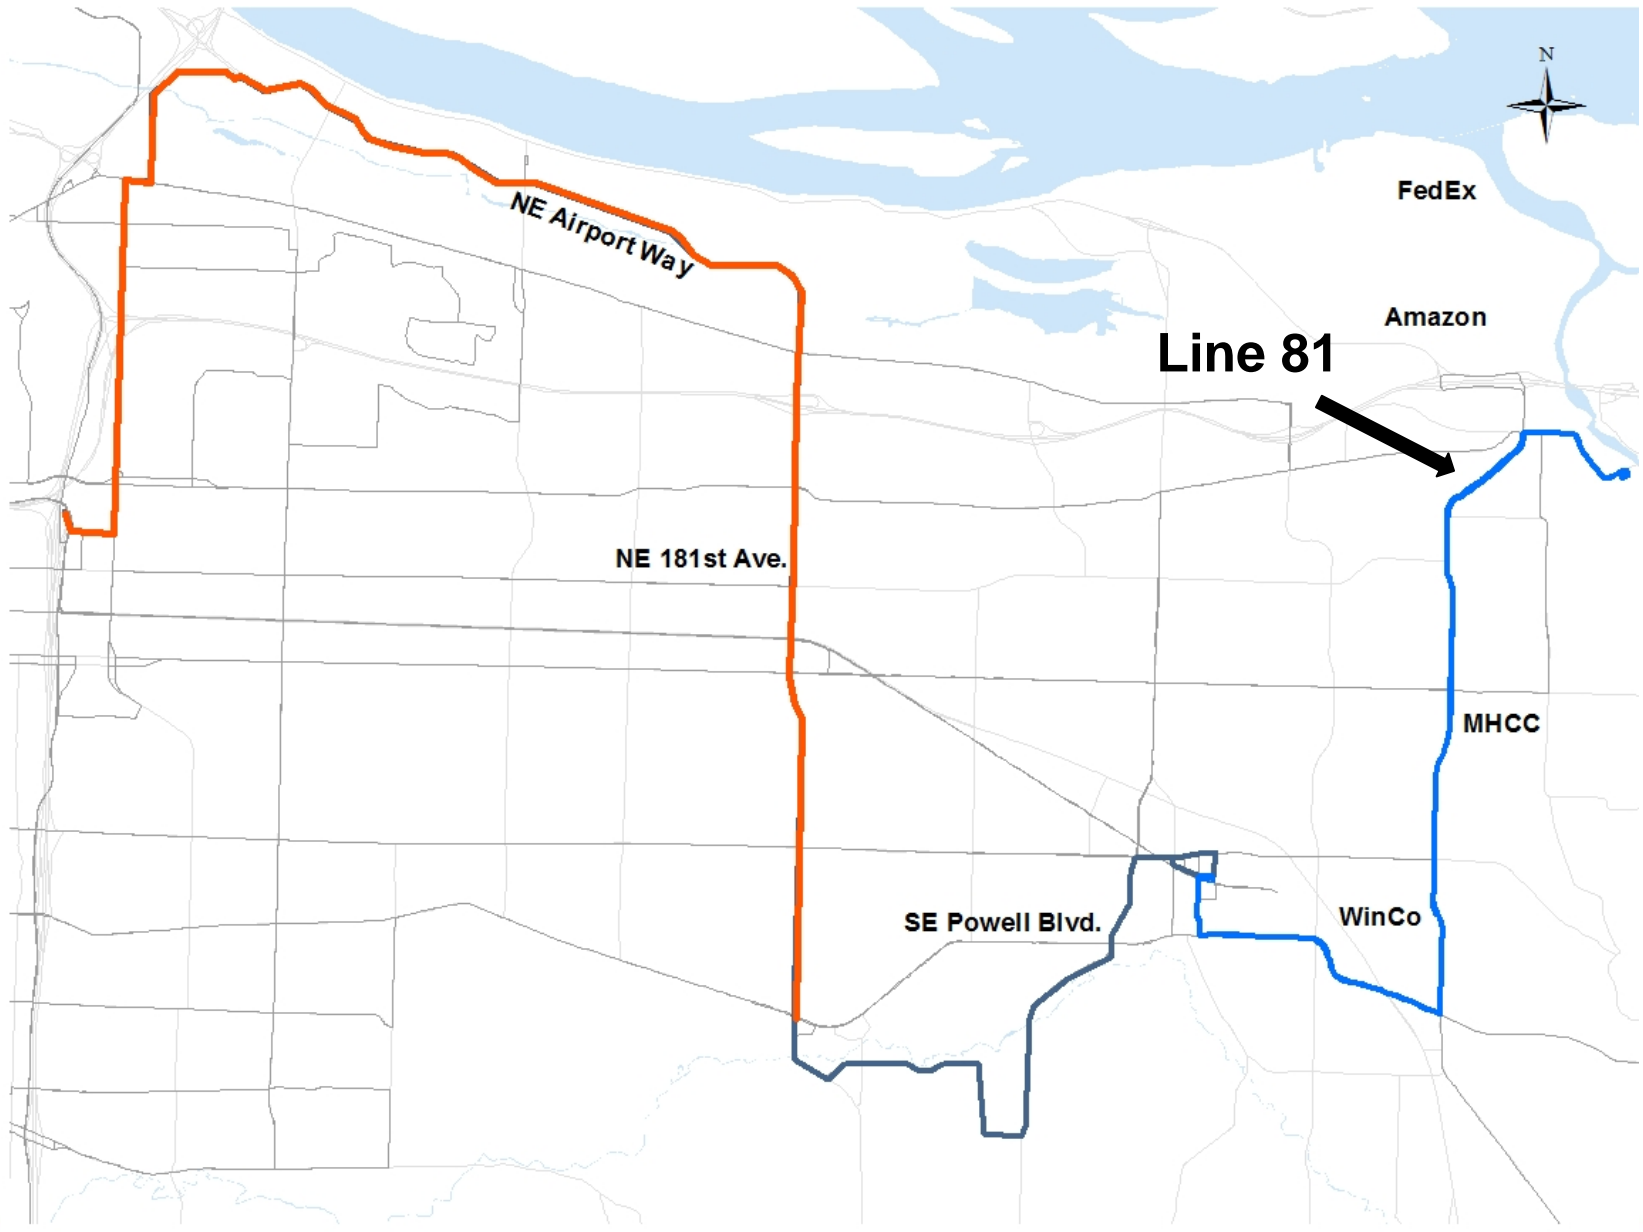 N
FedEx
NE Airport Way
Amazon
Line 81
NE 181st Ave.
MHCC
WinCo
SE Powell Blvd.